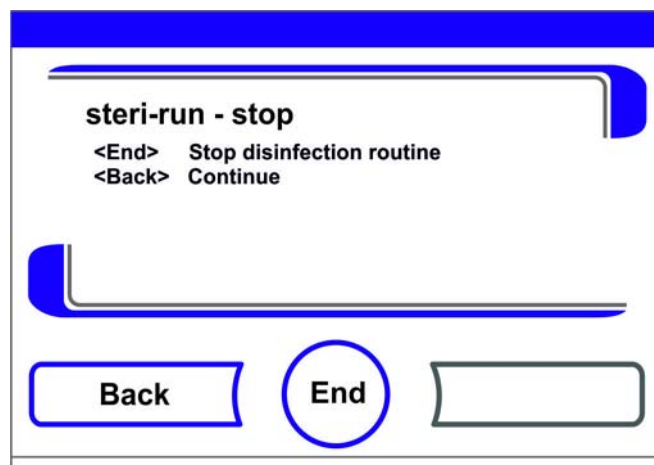 steri-run - stop
<End> Stop disinfection routine
<Back> Continue
Back
End